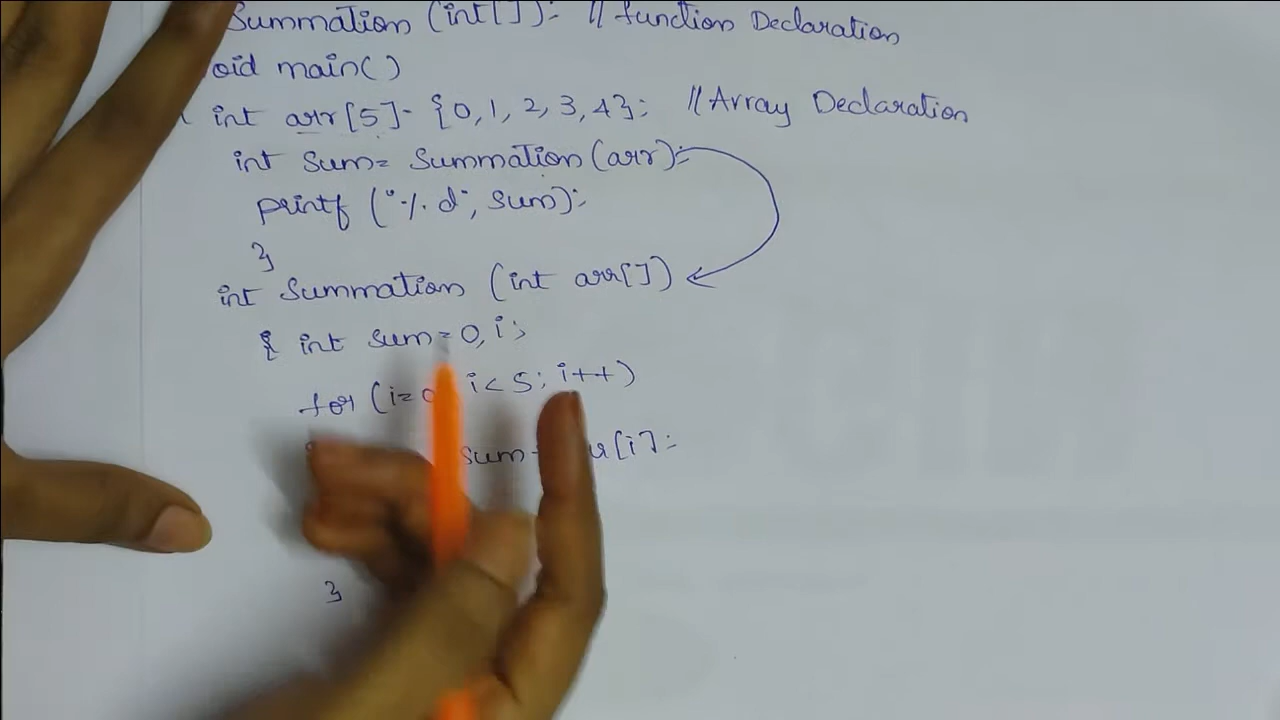 Summation (int[]); // function Declaration
oid main()
{ int arr[5]= {0,1,2,3,4}; // Array Declaration
int sum= Summation (arr);
printf ("%d", sum);
}
int Summation (int arr[])
{ int sum=0, i;
for (i=0 i<5; i++)
sum [i];
}